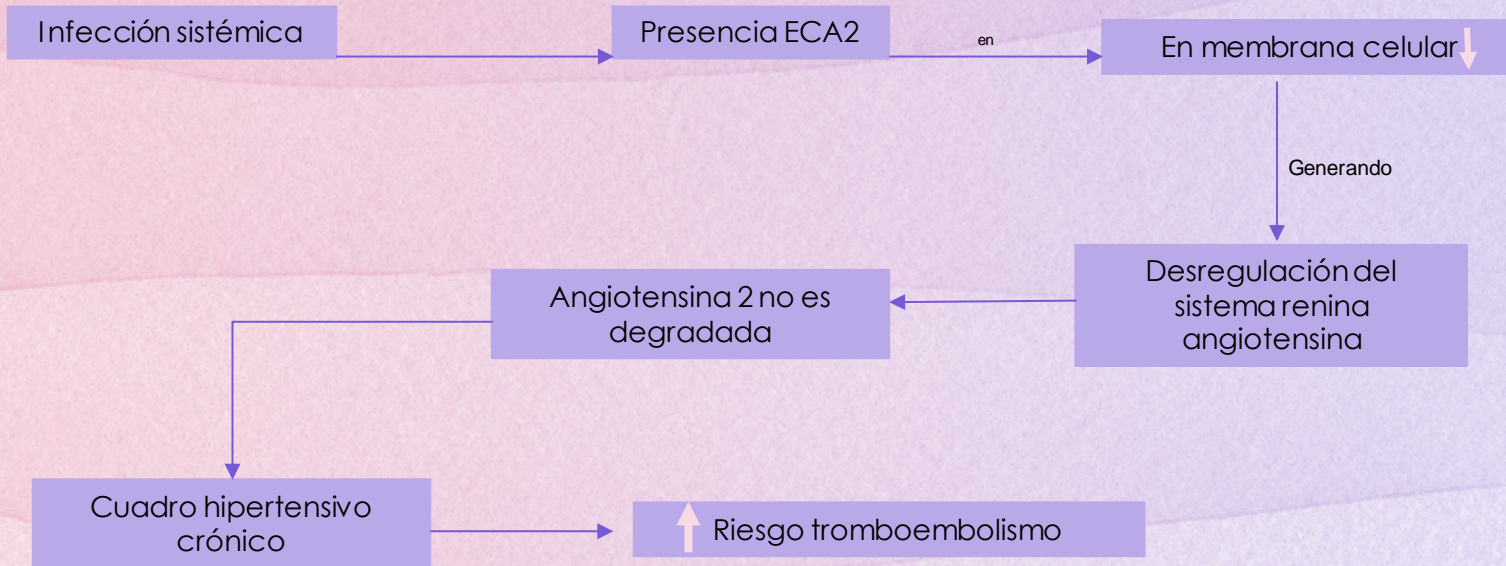 Infección sistémica
Presencia ECA2
en
En membrana celular
Generando
Desregulación del
sistema renina
angiotensina
Angiotensina 2 no es
degradada
Cuadro hipertensivo
crónico
Riesgo tromboembolismo